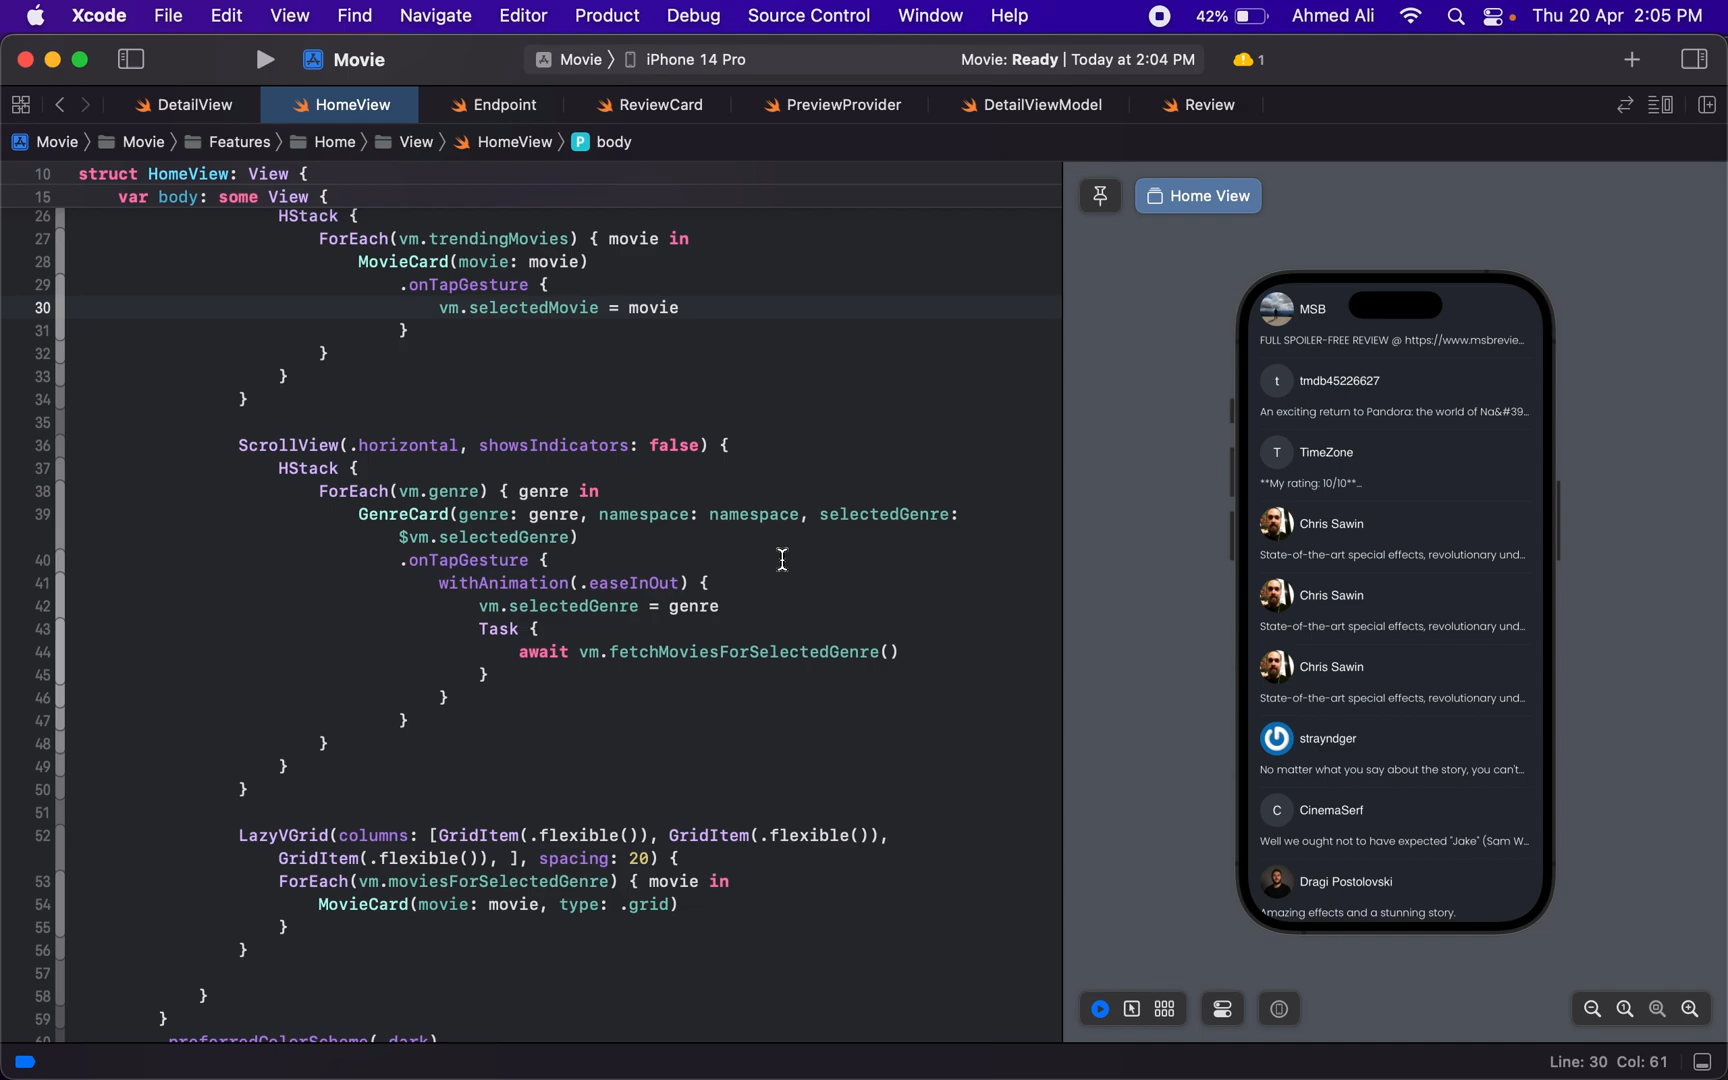 Xcode File Edit View Find Navigate Editor Product Debug Source Control Window Help 42% Ahmed Ali Thu 20 Apr 2:05 PM
Movie Movie iPhone 14 Pro Movie: Ready | Today at 2:04 PM 1
DetailView HomeView Endpoint ReviewCard PreviewProvider DetailViewModel Review
Movie Movie Features Home View HomeView P body
10 struct HomeView: View {
15 var body: some View {
26 HStack {
27 ForEach(vm.trendingMovies) { movie in
28 MovieCard(movie: movie)
29 .onTapGesture {
30 vm.selectedMovie = movie
31 }
32 }
33 }
34 }
35
36 ScrollView(.horizontal, showsIndicators: false) {
37 HStack {
38 ForEach(vm.genre) { genre in
39 GenreCard(genre: genre, namespace: namespace, selectedGenre:
$vm.selectedGenre)
40 .onTapGesture {
41 withAnimation(.easeInOut) {
42 vm.selectedGenre = genre
43 Task {
44 await vm.fetchMoviesForSelectedGenre()
45 }
46 }
47 }
48 }
49 }
50 }
51
52 LazyVGrid(columns: [GridItem(.flexible()), GridItem(.flexible()),
GridItem(.flexible()), ], spacing: 20) {
53 ForEach(vm.moviesForSelectedGenre) { movie in
54 MovieCard(movie: movie, type: .grid)
55 }
56 }
57
58 }
59 }
60 .preferredColorScheme(.dark)
Home View
MSB
FULL SPOILER-FREE REVIEW @ https://www.msbrevie...
t tmdb45226627
An exciting return to Pandora: the world of Na&#39...
T TimeZone
**My rating: 10/10**...
Chris Sawin
State-of-the-art special effects, revolutionary und...
Chris Sawin
State-of-the-art special effects, revolutionary und...
Chris Sawin
State-of-the-art special effects, revolutionary und...
strayndger
No matter what you say about the story, you can't...
C CinemaSerf
Well we ought not to have expected "Jake" (Sam W...
Dragi Postolovski
Amazing effects and a stunning story.
Line: 30 Col: 61